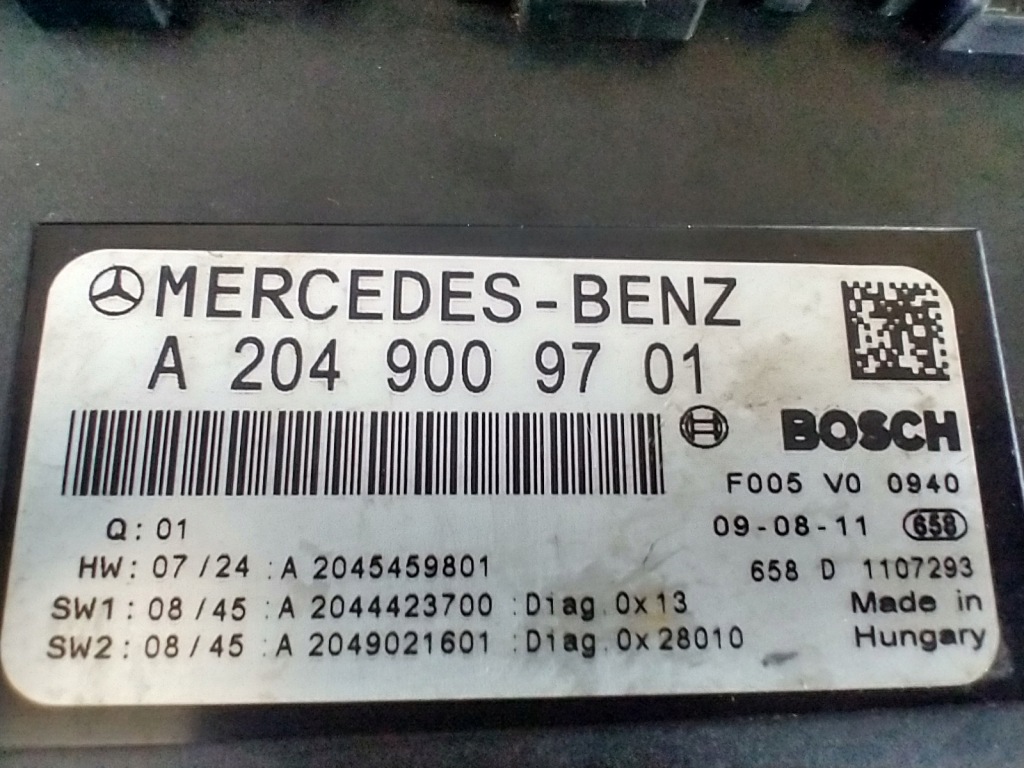 MERCEDES-BENZ
A 204 900 97 01
BOSCH
F005 V0 0940
Q: 01
09-08-11 658
HW: 07/24 :A 2045459801
658 D 1107293
SW1: 08/45 :A 2044423700 :Diag.0x13
Made in
SW2: 08/45 :A 2049021601 :Diag.0x28010
Hungary